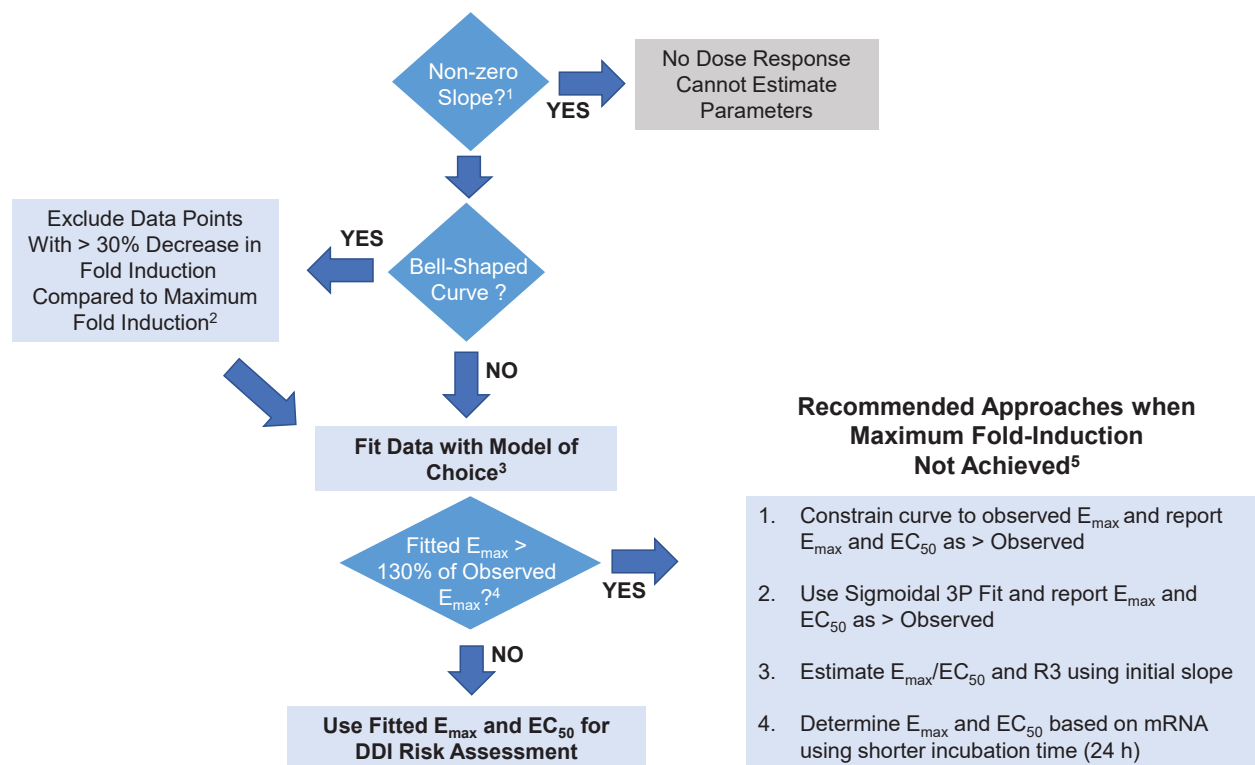 Non-zero
Slope?¹
YES
No Dose Response
Cannot Estimate
Parameters
Bell-Shaped
Curve ?
YES
Exclude Data Points
With > 30% Decrease in
Fold Induction
Compared to Maximum
Fold Induction²
NO
Fit Data with Model of
Choice³
Fitted Emax >
130% of Observed
Emax?⁴
YES
NO
Use Fitted Emax and EC50 for
DDI Risk Assessment
Recommended Approaches when
Maximum Fold-Induction
Not Achieved⁵
1. Constrain curve to observed Emax and report
Emax and EC50 as > Observed
2. Use Sigmoidal 3P Fit and report Emax and
EC50 as > Observed
3. Estimate Emax/EC50 and R3 using initial slope
4. Determine Emax and EC50 based on mRNA
using shorter incubation time (24 h)